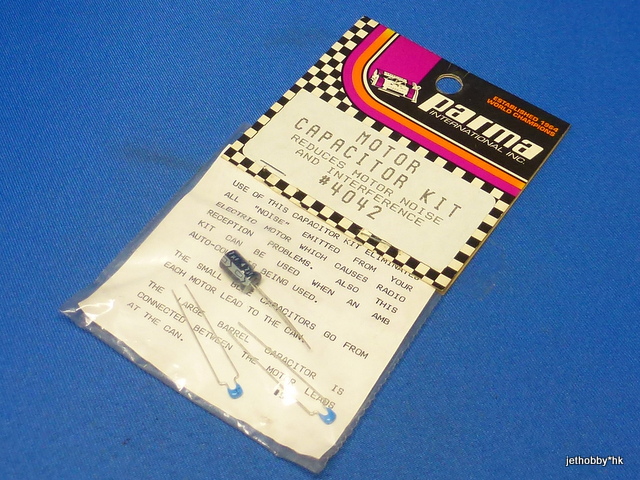 ESTABLISHED 1964
WORLD CHAMPIONS
parma
INTERNATIONAL INC.
MOTOR
CAPACITOR KIT
REDUCES MOTOR NOISE
AND INTERFERENCE
#4042
USE OF THIS CAPACITOR KIT ELIMINATES
ALL "NOISE" EMITTED FROM YOUR
ELECTRIC MOTOR WHICH CAUSES RADIO
RECEPTION PROBLEMS. ALSO THIS
KIT CAN BE USED WHEN AN AMB
BEING USED.
THE SMALL CAPACITORS GO FROM
EACH MOTOR LEAD TO THE CAN.
THE LARGE BARREL CAPACITOR IS
CONNECTED BETWEEN THE MOTOR LEADS
AT THE CAN.
jethobby*hk